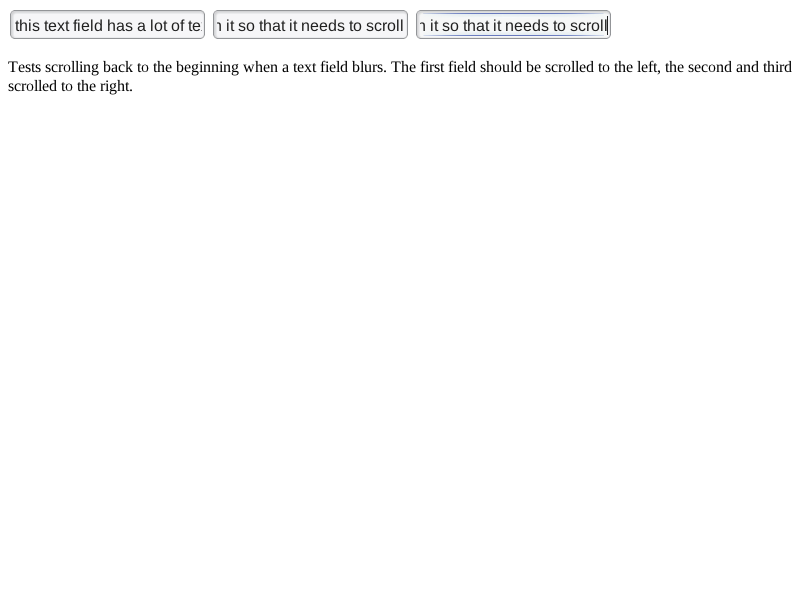 this text field has a lot of te it so that it needs to scroll it so that it needs to scroll
Tests scrolling back to the beginning when a text field blurs. The first field should be scrolled to the left, the second and third
scrolled to the right.